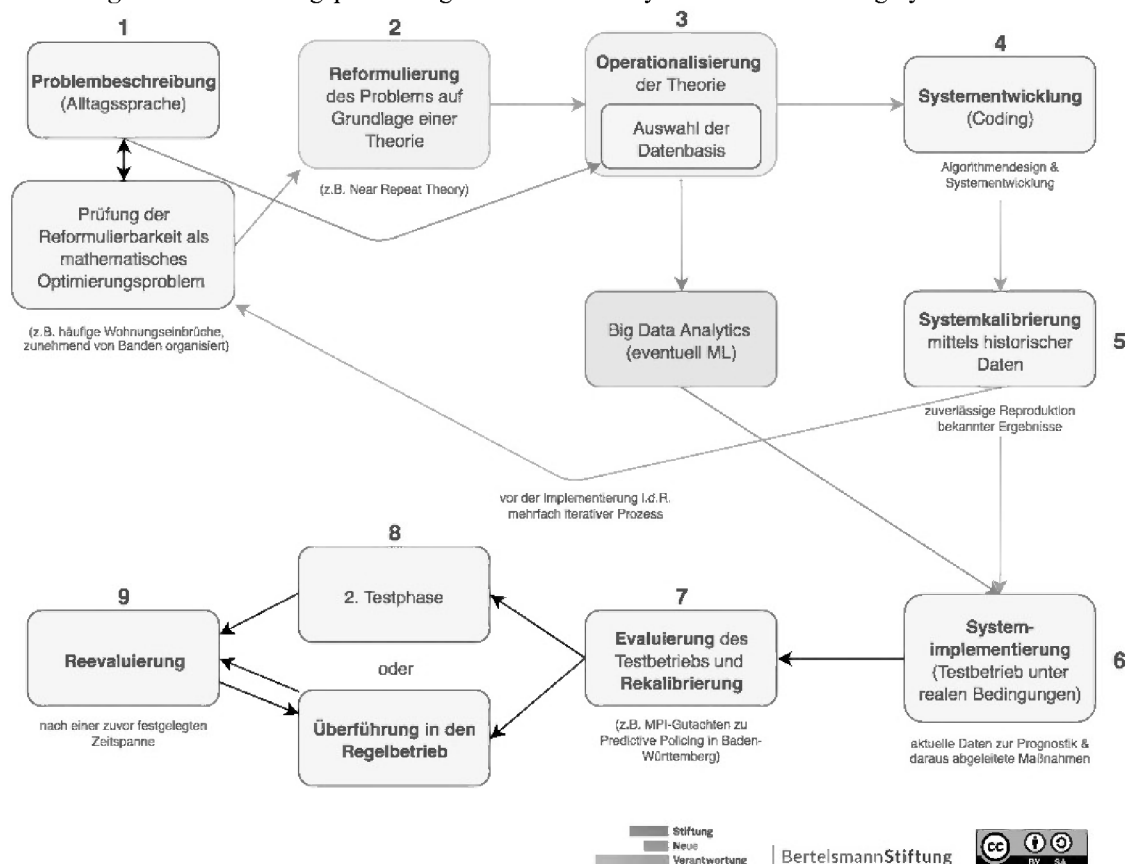 1
Problembeschreibung
(Alltagssprache)
Prüfung der
Reformulierbarkeit als
mathematisches
Optimierungsproblem
(z.B. häufige Wohnungseinbrüche,
zunehmend von Banden organisiert)
2
Reformulierung
des Problems auf
Grundlage einer
Theorie
(z.B. Near Repeat Theory)
3
Operationalisierung
der Theorie
Auswahl der
Datenbasis
Big Data Analytics
(eventuell ML)
4
Systementwicklung
(Coding)
Algorithmendesign &
Systementwicklung
Systemkalibrierung
mittels historischer
Daten
5
zuverlässige Reproduktion
bekannter Ergebnisse
vor der Implementierung i.d.R.
mehrfach iterativer Prozess
System-
implementierung
(Testbetrieb unter
realen Bedingungen)
6
aktuelle Daten zur Prognostik &
daraus abgeleitete Maßnahmen
7
Evaluierung des
Testbetriebs und
Rekalibrierung
(z.B. MPI-Gutachten zu
Predictive Policing in Baden-
Württemberg)
8
2. Testphase
oder
Überführung in den
Regelbetrieb
9
Reevaluierung
nach einer zuvor festgelegten
Zeitspanne
Stiftung
Neue
Verantwortung
BertelsmannStiftung
cc
BY SA